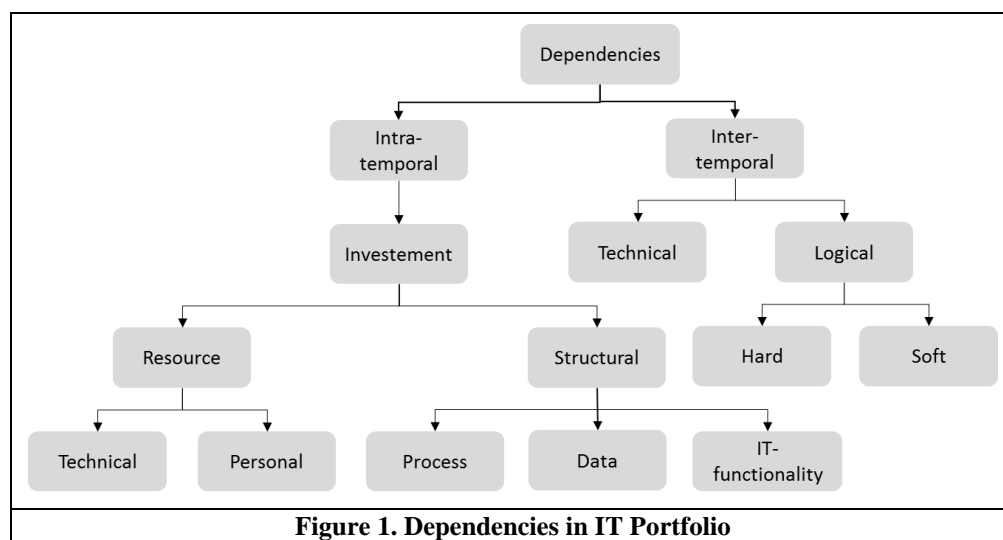 Dependencies
Intra-
temporal
Inter-
temporal
Investement
Technical
Logical
Resource
Structural
Hard
Soft
Technical
Personal
Process
Data
IT-
functionality
Figure 1. Dependencies in IT Portfolio